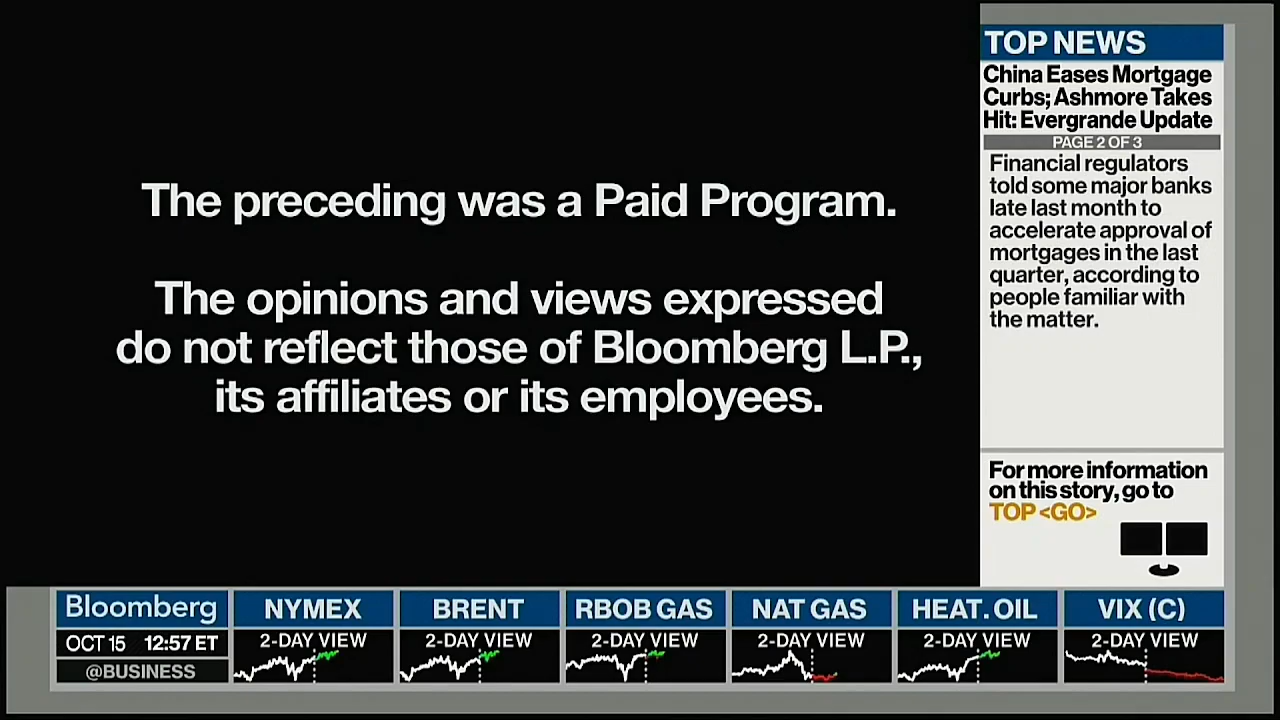 The preceding was a Paid Program.
The opinions and views expressed
do not reflect those of Bloomberg L.P.,
its affiliates or its employees.
TOP NEWS
China Eases Mortgage
Curbs; Ashmore Takes
Hit: Evergrande Update
PAGE 2 OF 3
Financial regulators
told some major banks
late last month to
accelerate approval of
mortgages in the last
quarter, according to
people familiar with
the matter.
For more information
on this story, go to
TOP <GO>
Bloomberg
OCT 15 12:57 ET
@BUSINESS
NYMEX
2-DAY VIEW
BRENT
2-DAY VIEW
RBOB GAS
2-DAY VIEW
NAT GAS
2-DAY VIEW
HEAT. OIL
2-DAY VIEW
VIX (C)
2-DAY VIEW